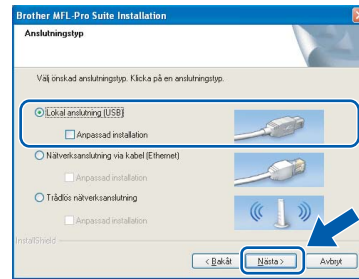 Brother MFL-Pro Suite Installation
Anslutningstyp
Välj önskad anslutningstyp. Klicka på en anslutningstyp.
Lokal anslutning (USB)
Anpassad installation
Nätverksanslutning via kabel (Ethernet)
Anpassad installation
Trådlös nätverksanslutning
Anpassad installation
InstallShield
< Bakåt Nästa > Avbryt